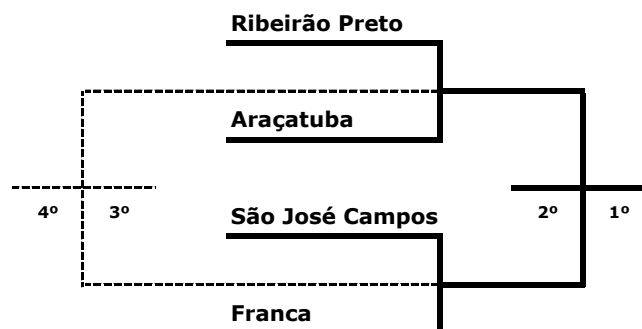 Ribeirão Preto
Araçatuba
4º 3º
São José Campos
2º 1º
Franca